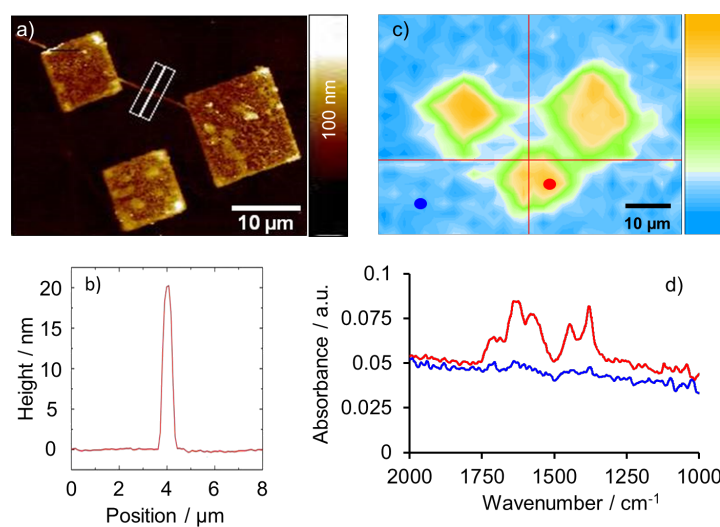 a)
100 nm
10 µm
c)
10 µm
b)
Height / nm
20
15
10
5
0
0 2 4 6 8
Position / µm
d)
Absorbance / a.u.
0.1
0.075
0.05
0.025
0
2000 1750 1500 1250 1000
Wavenumber / cm⁻¹